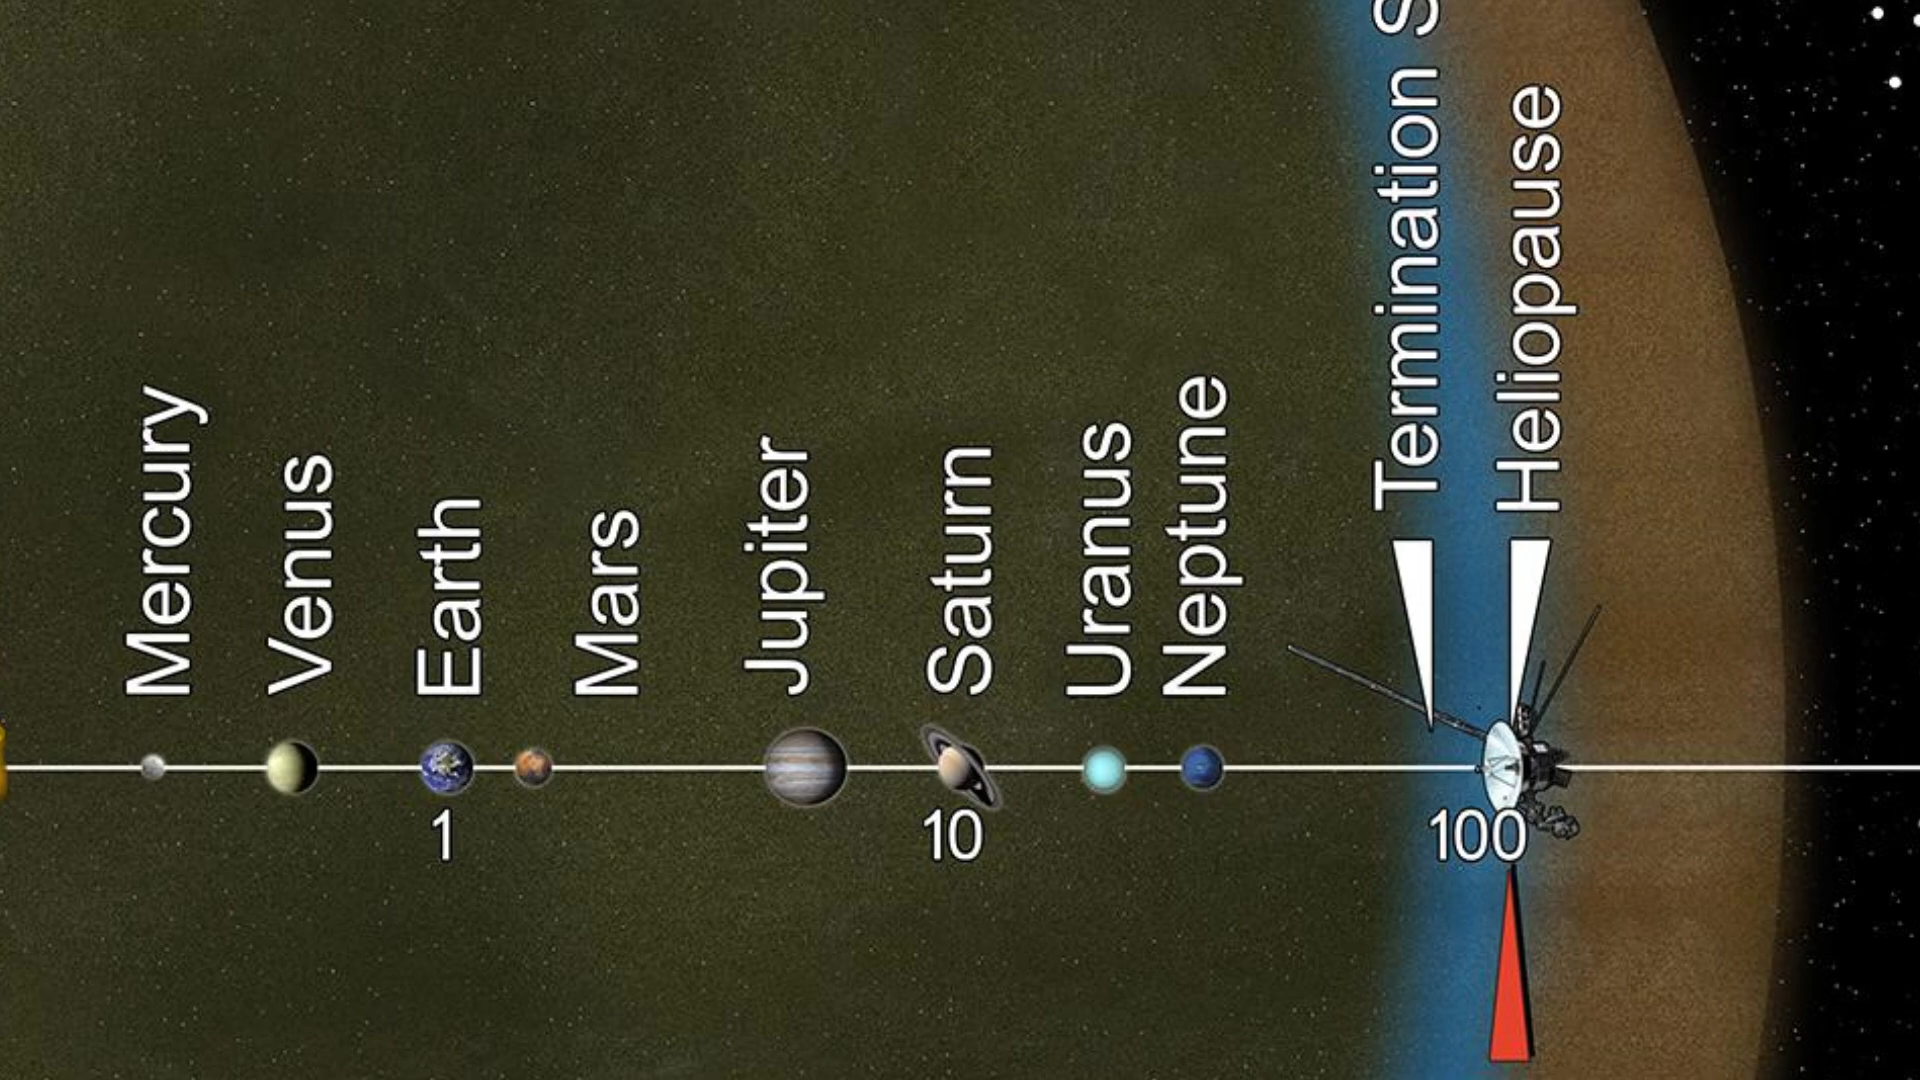 Mercury
Venus
Earth
Mars
Jupiter
Saturn
Uranus
Neptune
Termination S
Heliopause
1
10
100